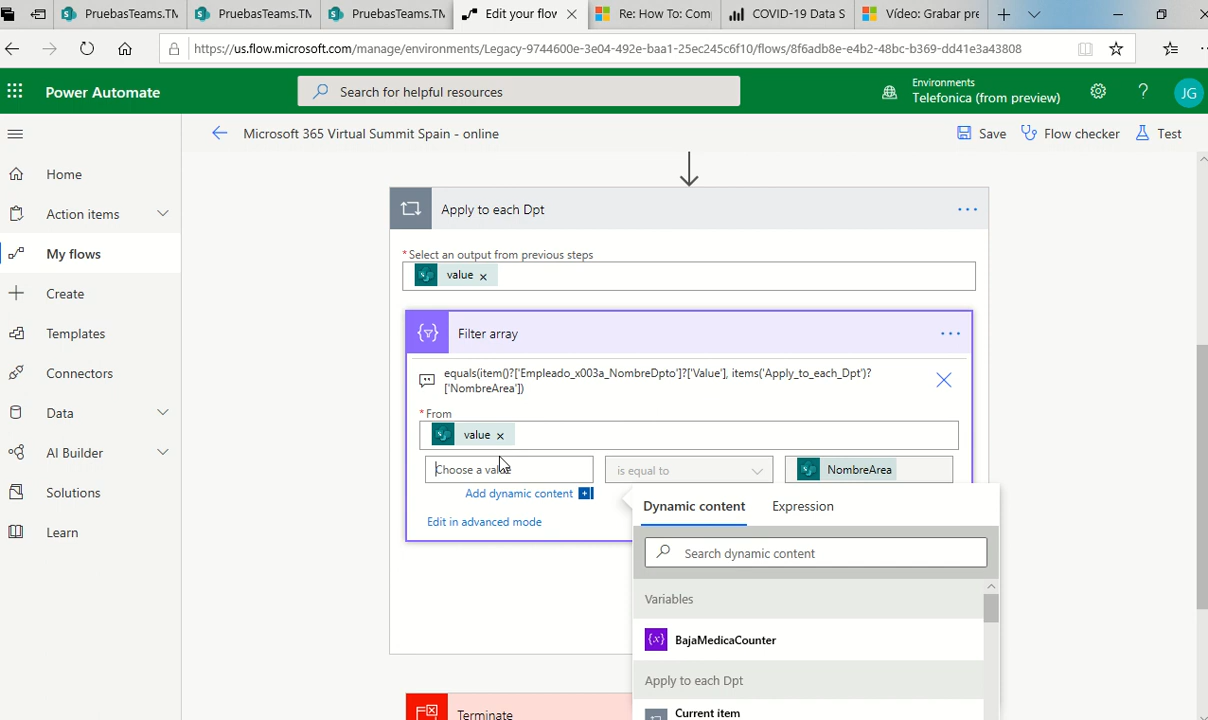 PruebasTeams.TM
PruebasTeams.TM
PruebasTeams.TM
Edit your flow
Re: How To: Com
COVID-19 Data S
Vídeo: Grabar pre
https://us.flow.microsoft.com/manage/environments/Legacy-9744600e-3e04-492e-baa1-25ec245c6f10/flows/8f6adb8e-e4b2-48bc-b369-dd41e3a43808
Power Automate
Search for helpful resources
Environments
Telefonica (from preview)
?
JG
Microsoft 365 Virtual Summit Spain - online
Save
Flow checker
Test
Home
Action items
My flows
Create
Templates
Connectors
Data
AI Builder
Solutions
Learn
Apply to each Dpt
* Select an output from previous steps
value
Filter array
equals(item()?['Empleado_x003a_NombreDpto']?['Value'], items('Apply_to_each_Dpt')?
['NombreArea'])
* From
value
Choose a value
is equal to
NombreArea
Add dynamic content
Edit in advanced mode
Dynamic content
Expression
Search dynamic content
Variables
BajaMedicaCounter
Apply to each Dpt
Current item
Terminate